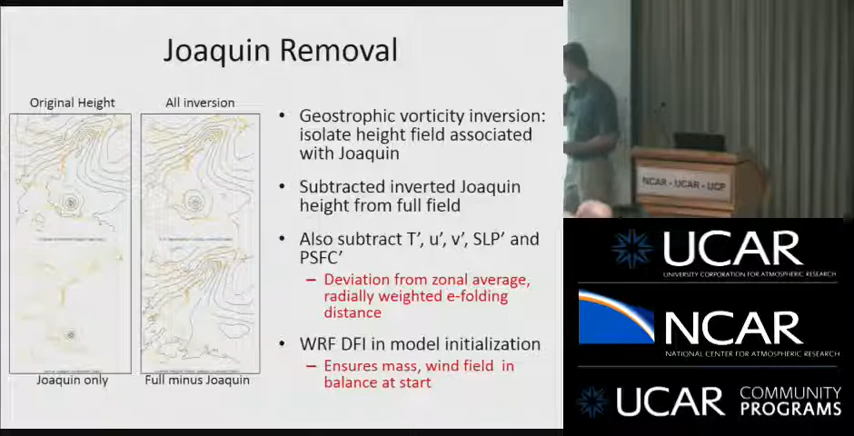 Joaquin Removal
Original Height
All inversion
Joaquin only
Full minus Joaquin
• Geostrophic vorticity inversion:
isolate height field associated
with Joaquin
• Subtracted inverted Joaquin
height from full field
• Also subtract T’, u’, v’, SLP’ and
PSFC’
– Deviation from zonal average,
radially weighted e-folding
distance
• WRF DFI in model initialization
– Ensures mass, wind field in
balance at start
NCAR - UCAR - UCP
UCAR
UNIVERSITY CORPORATION FOR ATMOSPHERIC RESEARCH
NCAR
NATIONAL CENTER FOR ATMOSPHERIC RESEARCH
UCAR COMMUNITY
PROGRAMS